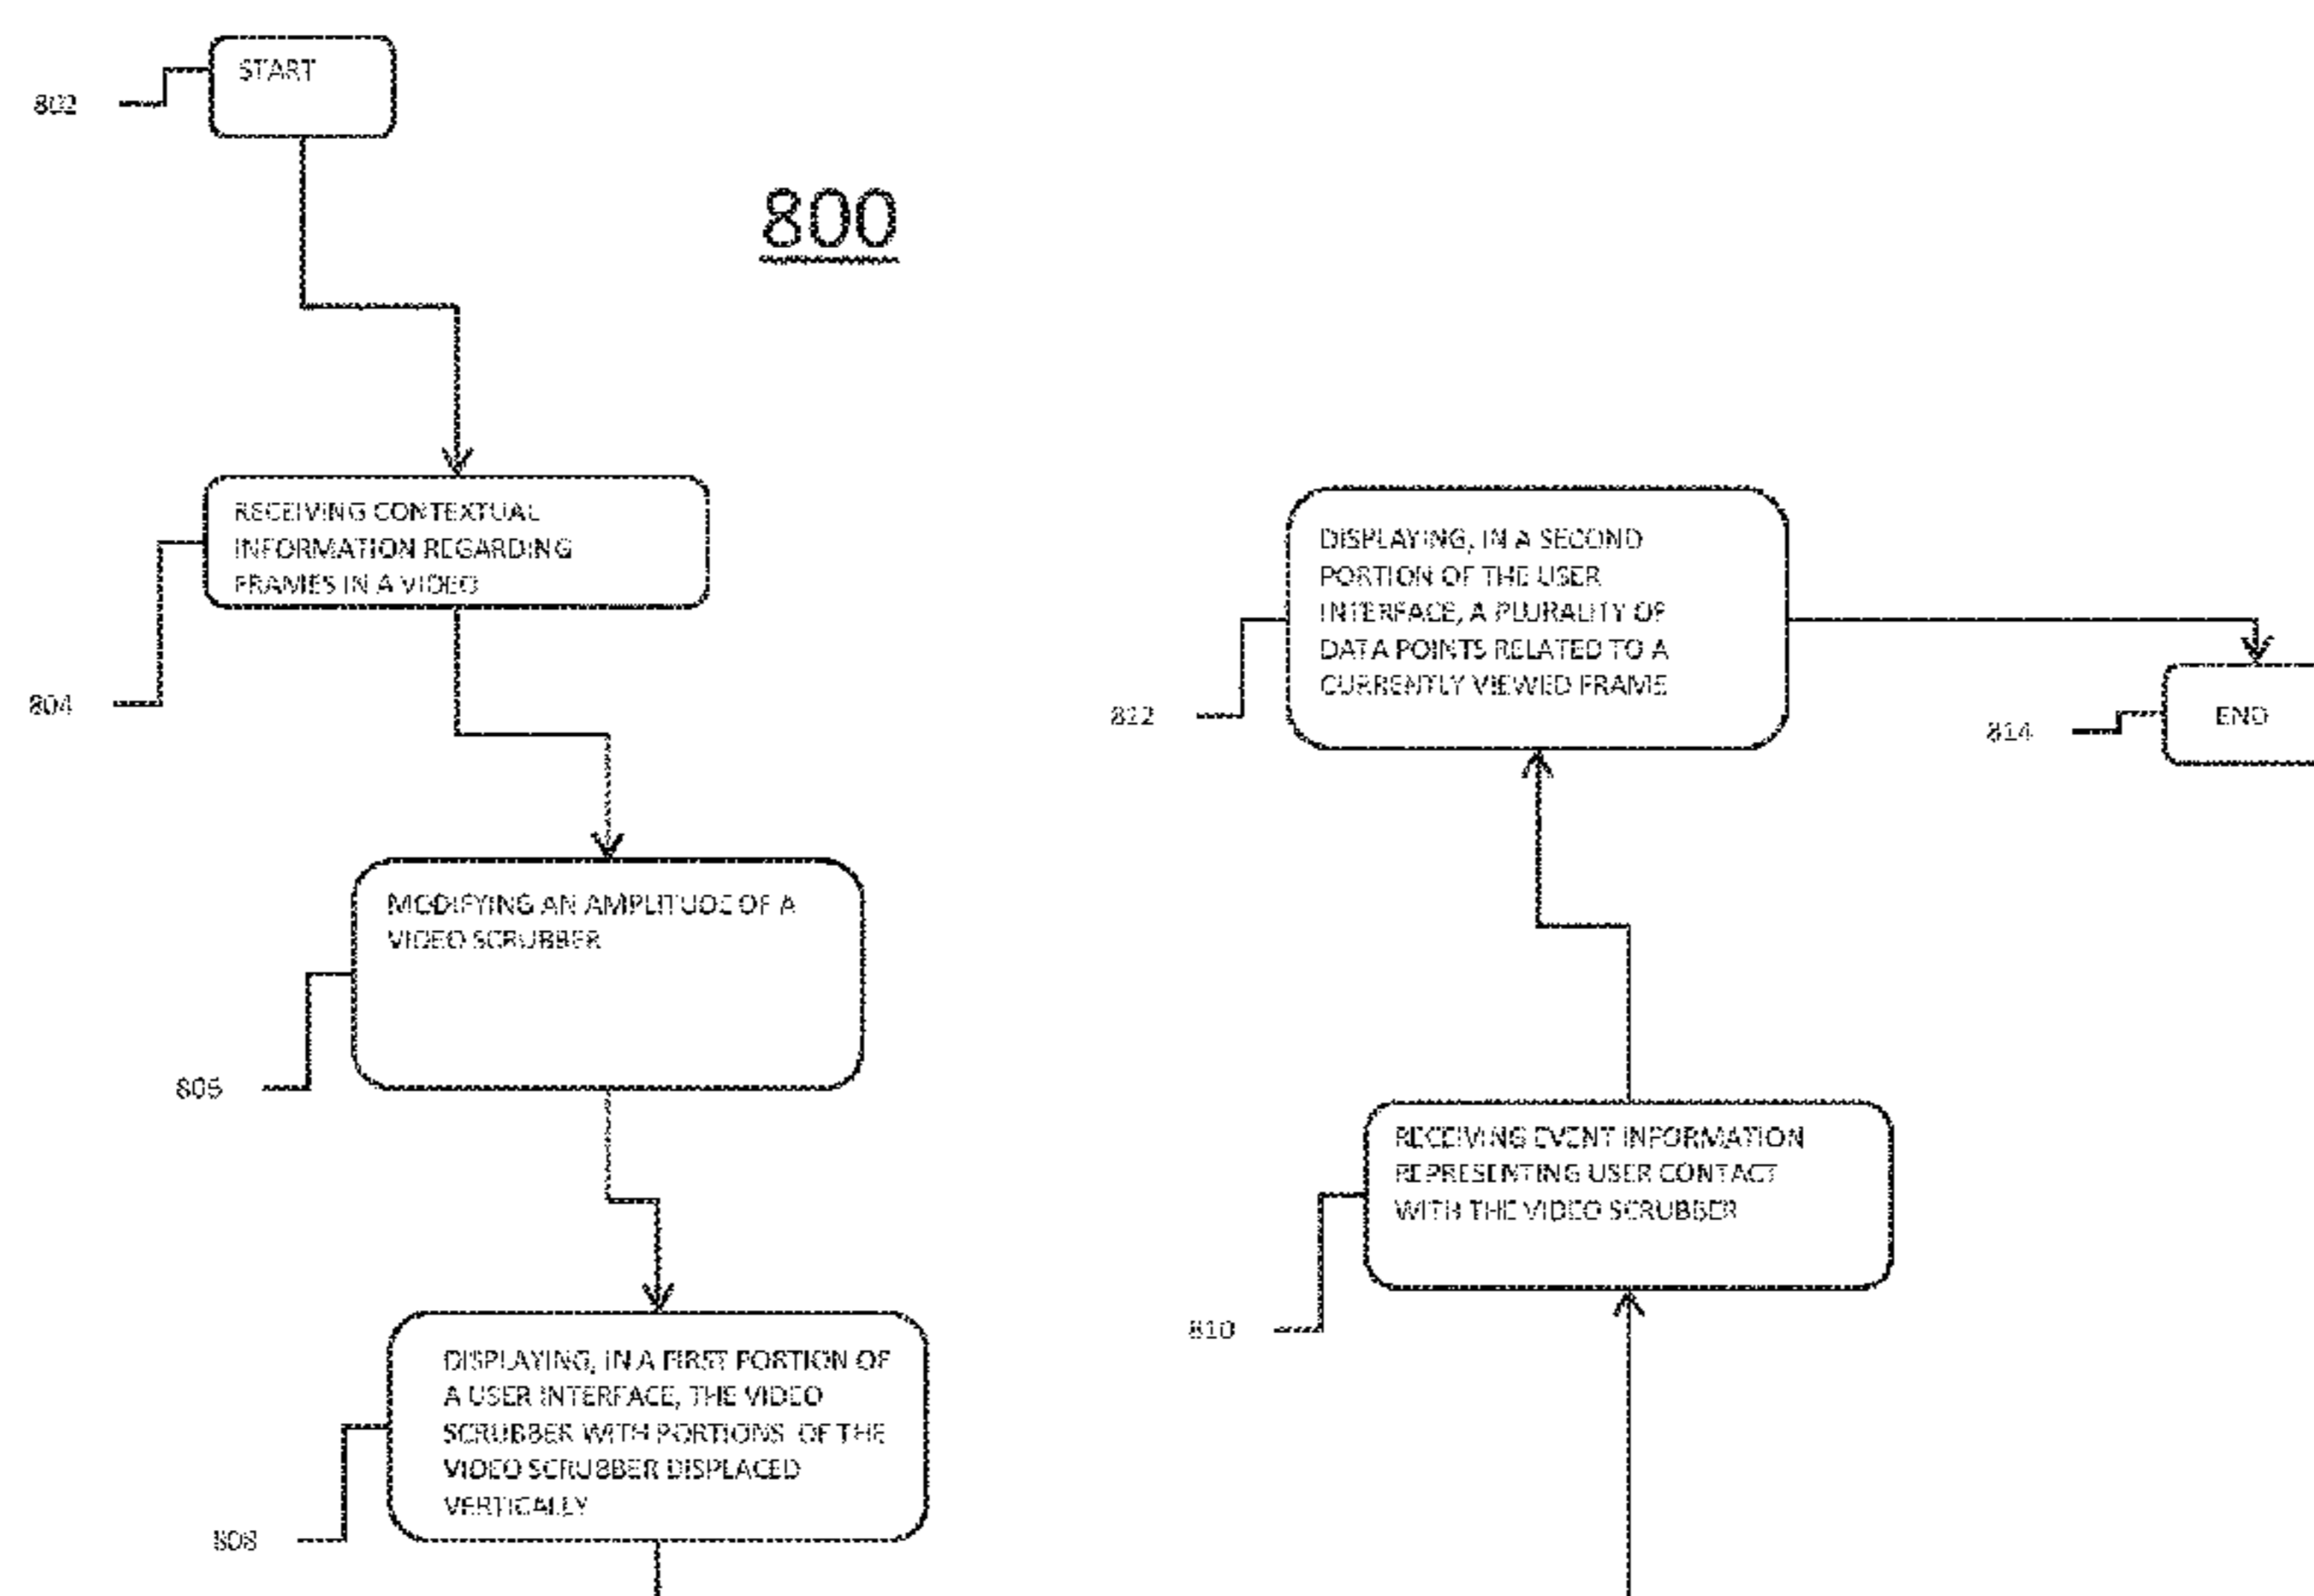 START
802
800
RECEIVING CONTEXTUAL
INFORMATION REGARDING
FRAMES IN A VIDEO
804
MODIFYING AN AMPLITUDE OF A
VIDEO SCRUBBER
806
DISPLAYING, IN A FIRST PORTION OF
A USER INTERFACE, THE VIDEO
SCRUBBER WITH PORTIONS OF THE
VIDEO SCRUBBER DISPLACED
VERTICALLY
808
DISPLAYING, IN A SECOND
PORTION OF THE USER
INTERFACE, A PLURALITY OF
DATA POINTS RELATED TO A
CURRENTLY VIEWED FRAME
812
END
814
RECEIVING EVENT INFORMATION
REPRESENTING USER CONTACT
WITH THE VIDEO SCRUBBER
810